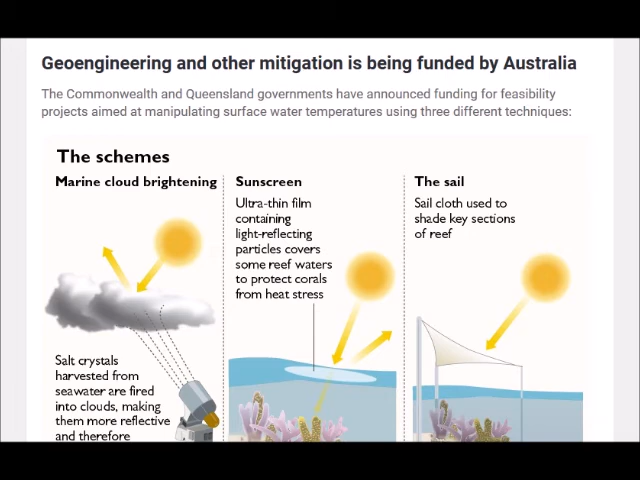 Geoengineering and other mitigation is being funded by Australia
The Commonwealth and Queensland governments have announced funding for feasibility
projects aimed at manipulating surface water temperatures using three different techniques:
The schemes
Marine cloud brightening
Salt crystals
harvested from
seawater are fired
into clouds, making
them more reflective
and therefore
Sunscreen
Ultra-thin film
containing
light-reflecting
particles covers
some reef waters
to protect corals
from heat stress
The sail
Sail cloth used to
shade key sections
of reef